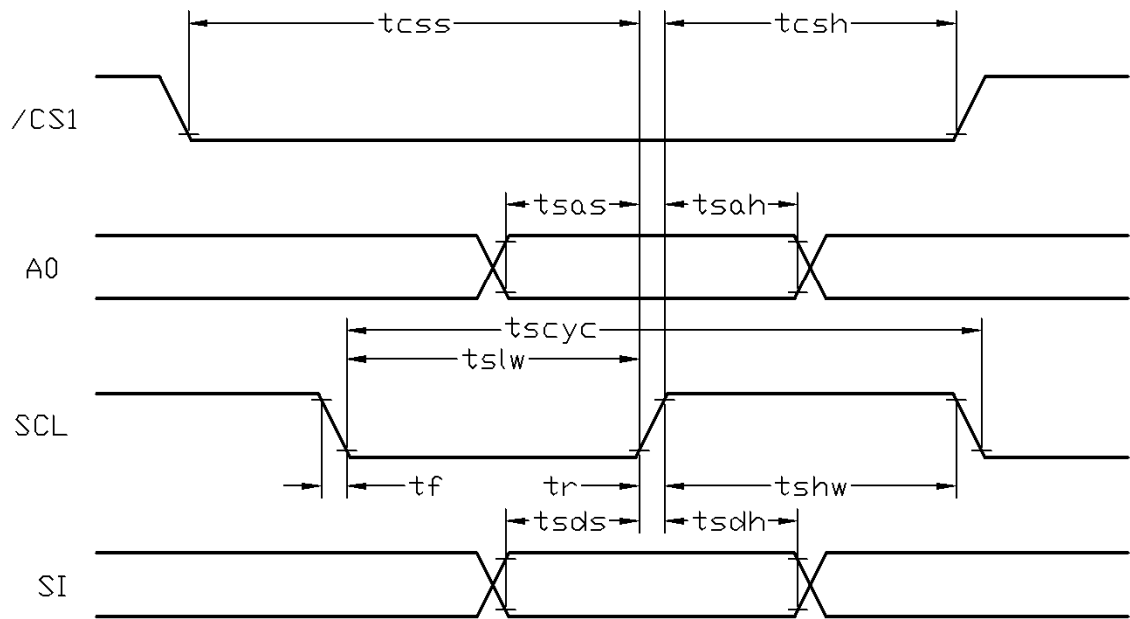 tcss tcsh
/CS1
tsas tsah
A0
tscyc
tslw
SCL
tf tr tshw
tsds tsdh
SI